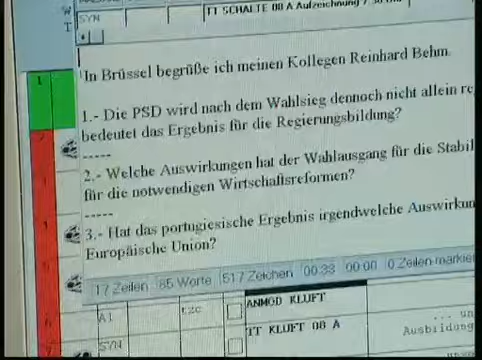 W SYN TT SCHALTE 08 A Aufzeichnung
T
In Brüssel begrüße ich meinen Kollegen Reinhard Behm.
1.- Die PSD wird nach dem Wahlsieg dennoch nicht allein re
bedeutet das Ergebnis für die Regierungsbildung?
-----
2.- Welche Auswirkungen hat der Wahlausgang für die Stabil
für die notwendigen Wirtschaftsreformen?
-----
3.- Hat das portugiesische Ergebnis irgendwelche Auswirkun
Europäische Union?
17 Zeilen 85 Worte 517 Zeichen 00:33 00:00 0 Zeilen markie
A1 t2c ANMOD KLUFT
... un
TT KLUFT 08 A Ausbildung
SYN